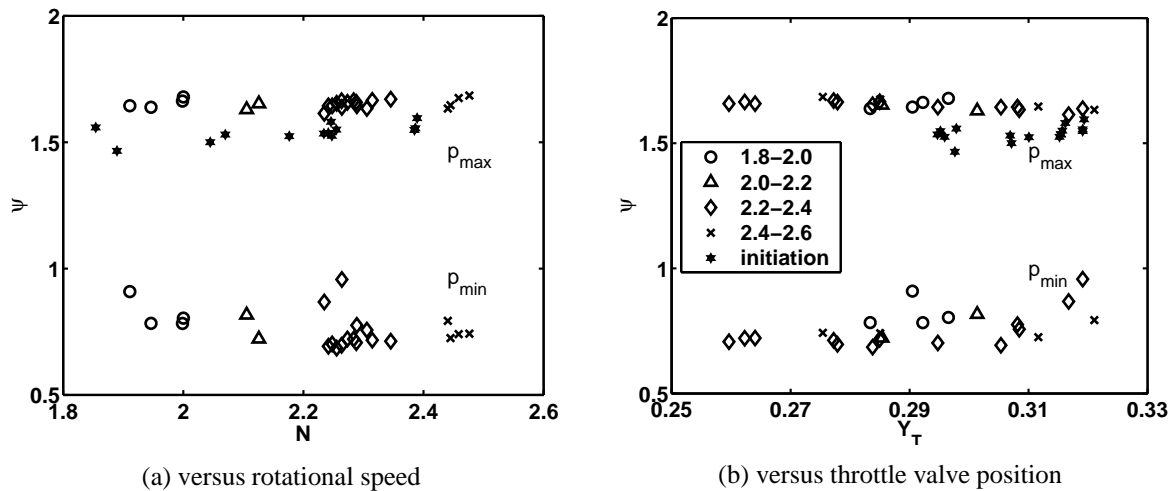 2
1.5
1
0.5
ψ
p_max
p_min
1.8 2 2.2 2.4 2.6
N
(a) versus rotational speed
2
1.5
1
0.5
ψ
1.8−2.0
2.0−2.2
2.2−2.4
2.4−2.6
initiation
p_max
p_min
0.25 0.27 0.29 0.31 0.33
Y_T
(b) versus throttle valve position